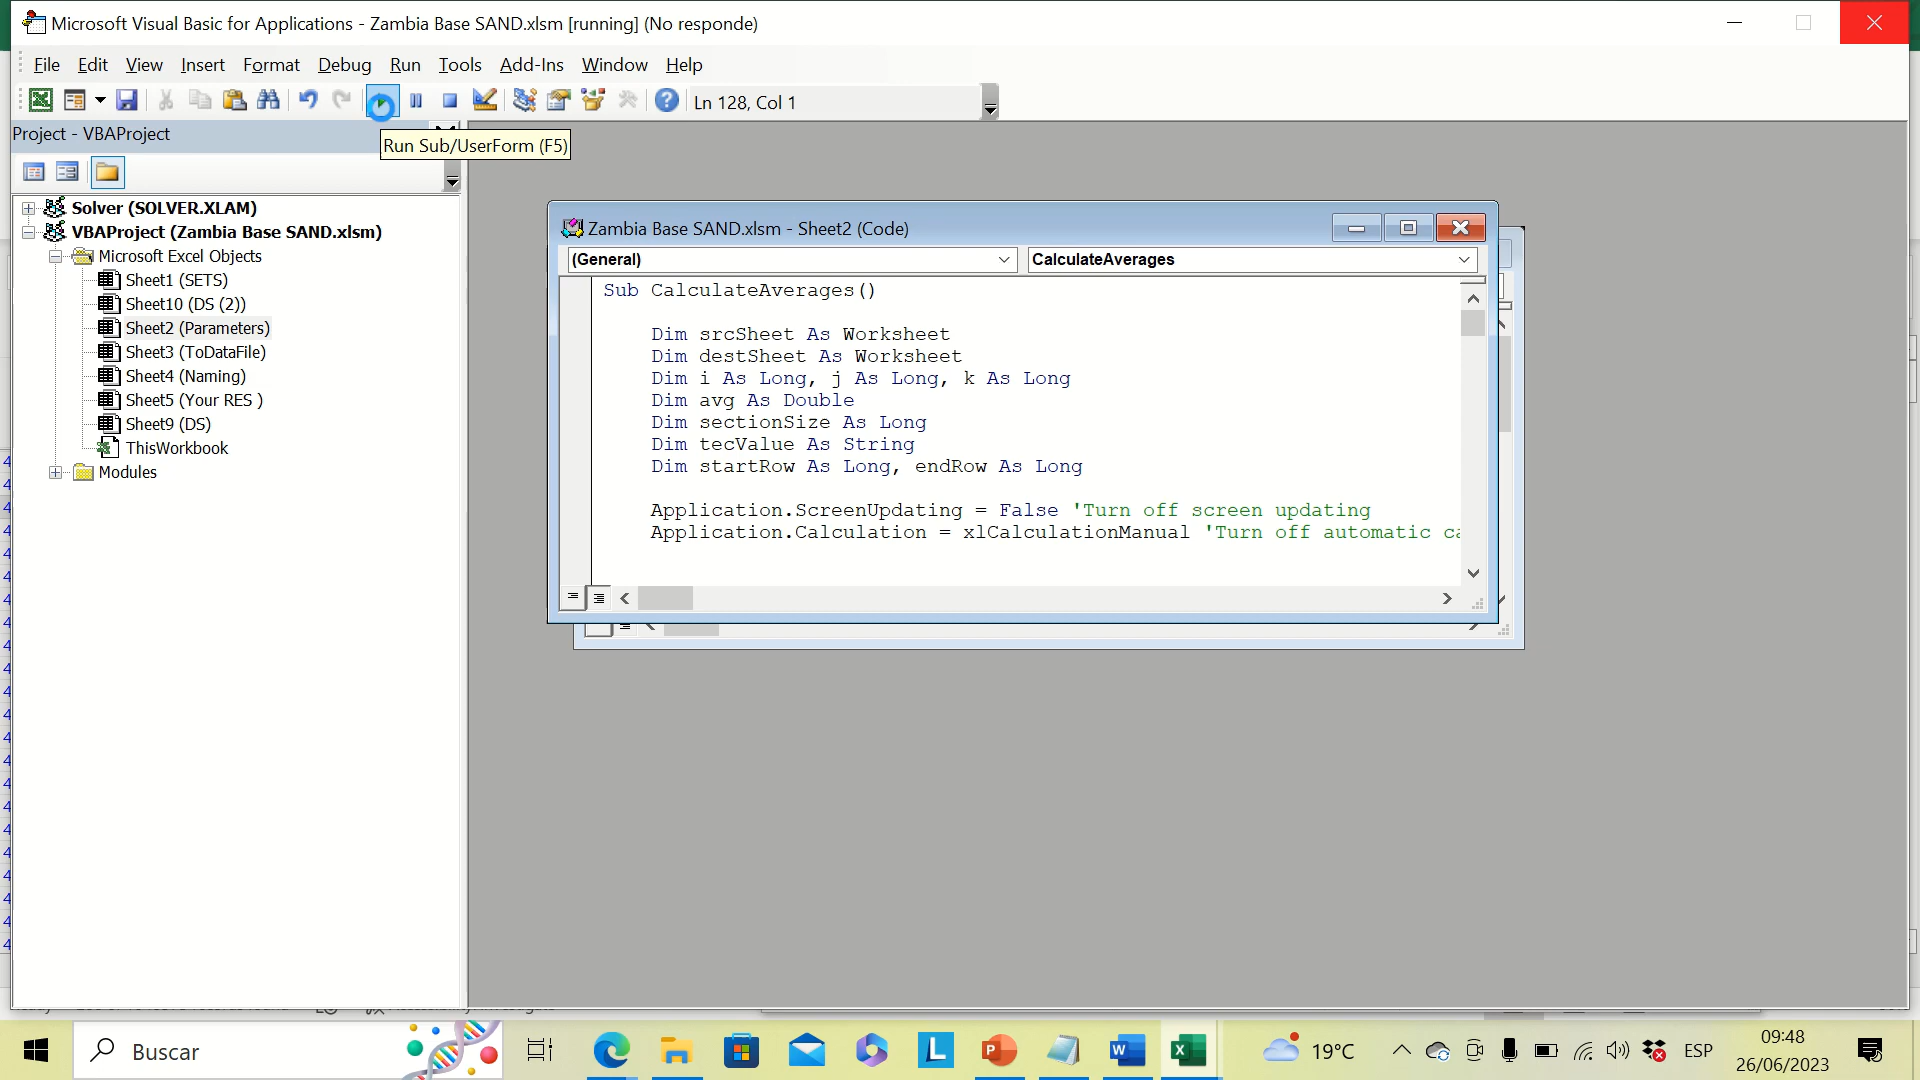 Microsoft Visual Basic for Applications - Zambia Base SAND.xlsm [running] (No responde)
File Edit View Insert Format Debug Run Tools Add-Ins Window Help
Ln 128, Col 1
Project - VBAProject
Run Sub/UserForm (F5)
Solver (SOLVER.XLAM)
VBAProject (Zambia Base SAND.xlsm)
Microsoft Excel Objects
Sheet1 (SETS)
Sheet10 (DS (2))
Sheet2 (Parameters)
Sheet3 (ToDataFile)
Sheet4 (Naming)
Sheet5 (Your RES )
Sheet9 (DS)
ThisWorkbook
Modules
Zambia Base SAND.xlsm - Sheet2 (Code)
(General) CalculateAverages
Sub CalculateAverages()
Dim srcSheet As Worksheet
Dim destSheet As Worksheet
Dim i As Long, j As Long, k As Long
Dim avg As Double
Dim sectionSize As Long
Dim tecValue As String
Dim startRow As Long, endRow As Long
Application.ScreenUpdating = False 'Turn off screen updating
Application.Calculation = xlCalculationManual 'Turn off automatic ca
Buscar
19°C
ESP
09:48
26/06/2023